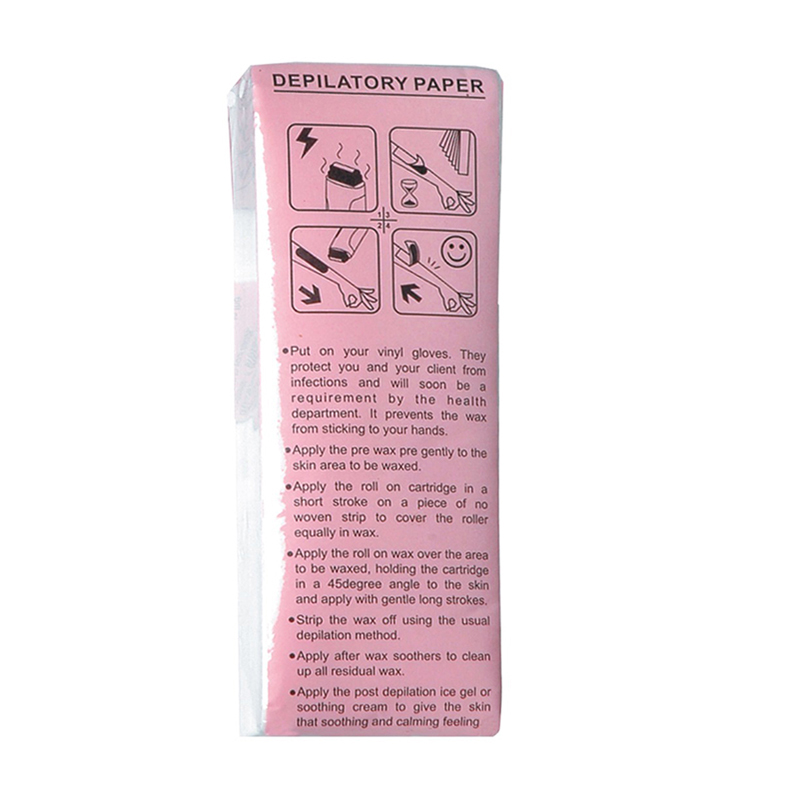 DEPILATORY PAPER
1 3
2 4
•Put on your vinyl gloves. They
protect you and your client from
infections and will soon be a
requirement by the health
department. It prevents the wax
from sticking to your hands.
•Apply the pre wax pre gently to the
skin area to be waxed.
•Apply the roll on cartridge in a
short stroke on a piece of no
woven strip to cover the roller
equally in wax.
•Apply the roll on wax over the area
to be waxed, holding the cartridge
in a 45degree angle to the skin
and apply with gentle long strokes.
•Strip the wax off using the usual
depilation method.
•Apply after wax soothers to clean
up all residual wax.
•Apply the post depilation ice gel or
soothing cream to give the skin
that soothing and calming feeling